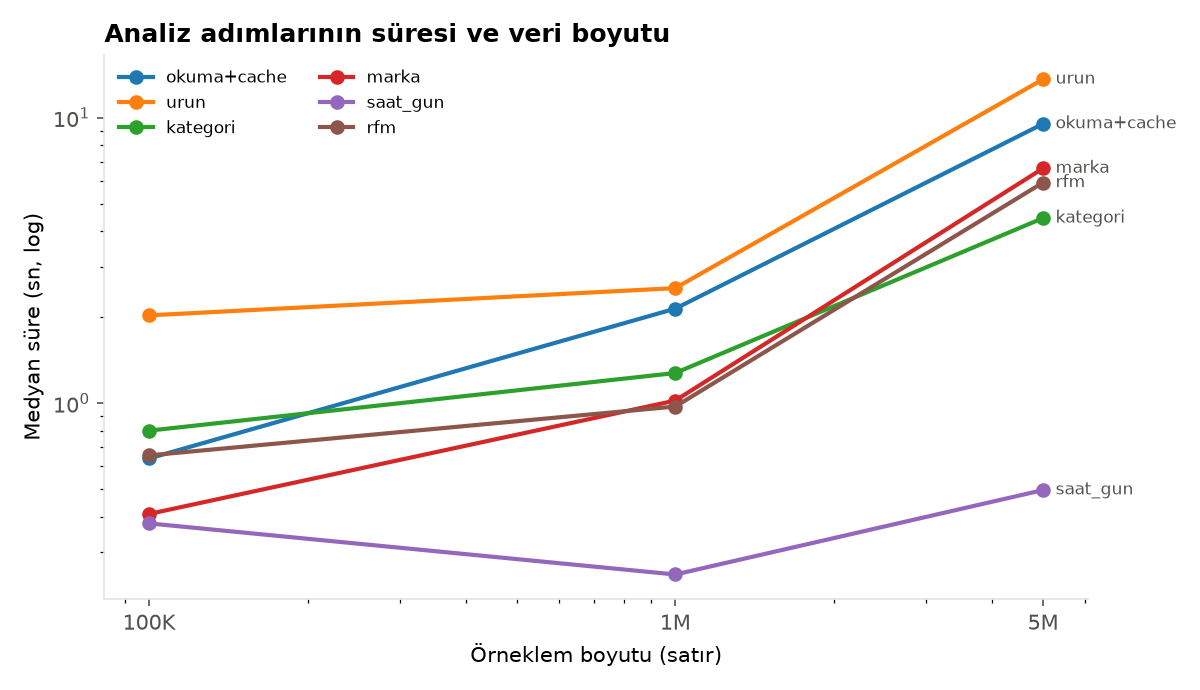 Analiz adımlarının süresi ve veri boyutu
okuma+cache
urun
kategori
marka
saat_gun
rfm
Medyan süre (sn, log)
10¹
10⁰
urun
okuma+cache
marka
rfm
kategori
saat_gun
100K
1M
5M
Örneklem boyutu (satır)